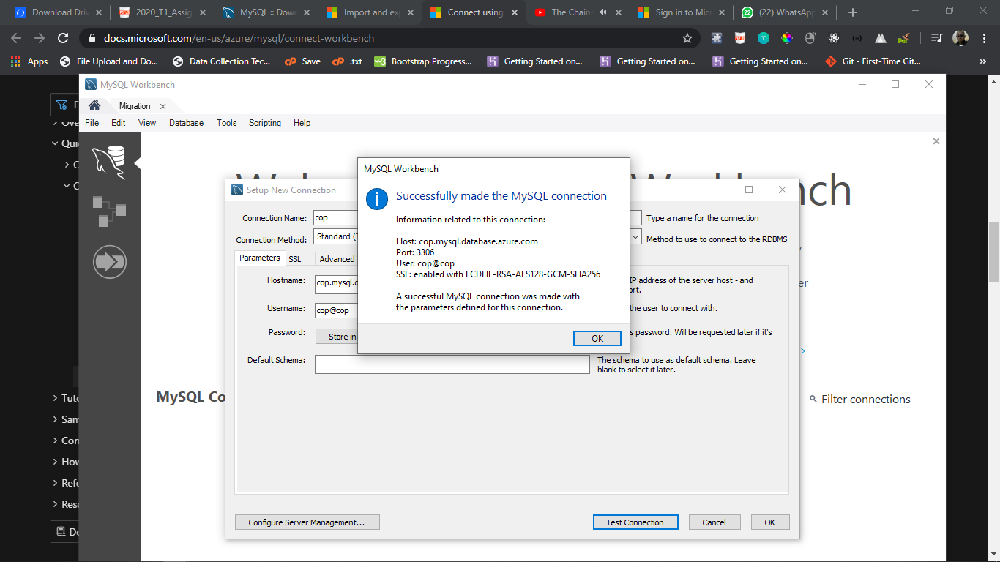 Download Driv
2020_T1_Assig
MySQL :: Dow
Import and exp
Connect using
The Chain
Sign in to Micr
22
(22) WhatsApp
docs.microsoft.com/en-us/azure/mysql/connect-workbench
Apps
File Upload and Do...
Data Collection Tec...
Save
.txt
Bootstrap Progress...
Getting Started on...
Getting Started on...
Getting Started on...
Git - First-Time Git...
»
MySQL Workbench
Migration
File Edit View Database Tools Scripting Help
F
Ove
Quic
C
C
Tuto
Sam
Con
How
Refe
Reso
Do
MySQL Co
Filter connections
Setup New Connection
Connection Name: cop
Type a name for the connection
Connection Method: Standard (T
Method to use to connect to the RDBMS
Parameters SSL Advanced
Hostname: cop.mysql.d
IP address of the server host - and
ort.
Username: cop@cop
the user to connect with.
Password: Store in
s password. Will be requested later if it's
Default Schema:
The schema to use as default schema. Leave
blank to select it later.
Configure Server Management...
Test Connection
Cancel
OK
MySQL Workbench
Successfully made the MySQL connection
Information related to this connection:
Host: cop.mysql.database.azure.com
Port: 3306
User: cop@cop
SSL: enabled with ECDHE-RSA-AES128-GCM-SHA256
A successful MySQL connection was made with
the parameters defined for this connection.
OK